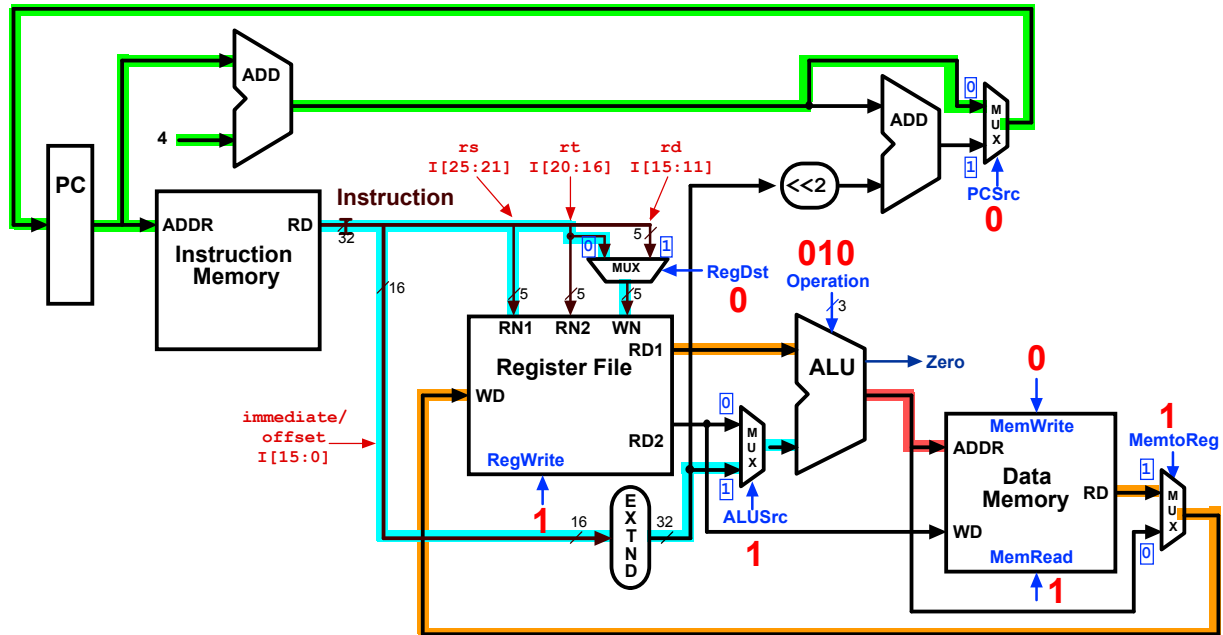 ADD
4
PC
ADDR
RD
Instruction
Memory
Instruction
32
rs
I[25:21]
rt
I[20:16]
rd
I[15:11]
5
0
MUX
1
RegDst
0
16
5
5
5
RN1
RN2
WN
Register File
RD1
WD
RD2
RegWrite
1
immediate/
offset
I[15:0]
16
E
X
T
N
D
32
<<2
ADD
0
M
U
X
1
PCSrc
0
010
Operation
3
ALU
Zero
0
M
U
X
1
ALUSrc
1
0
MemWrite
ADDR
Data
Memory
RD
WD
MemRead
1
1
MemtoReg
1
M
U
X
0